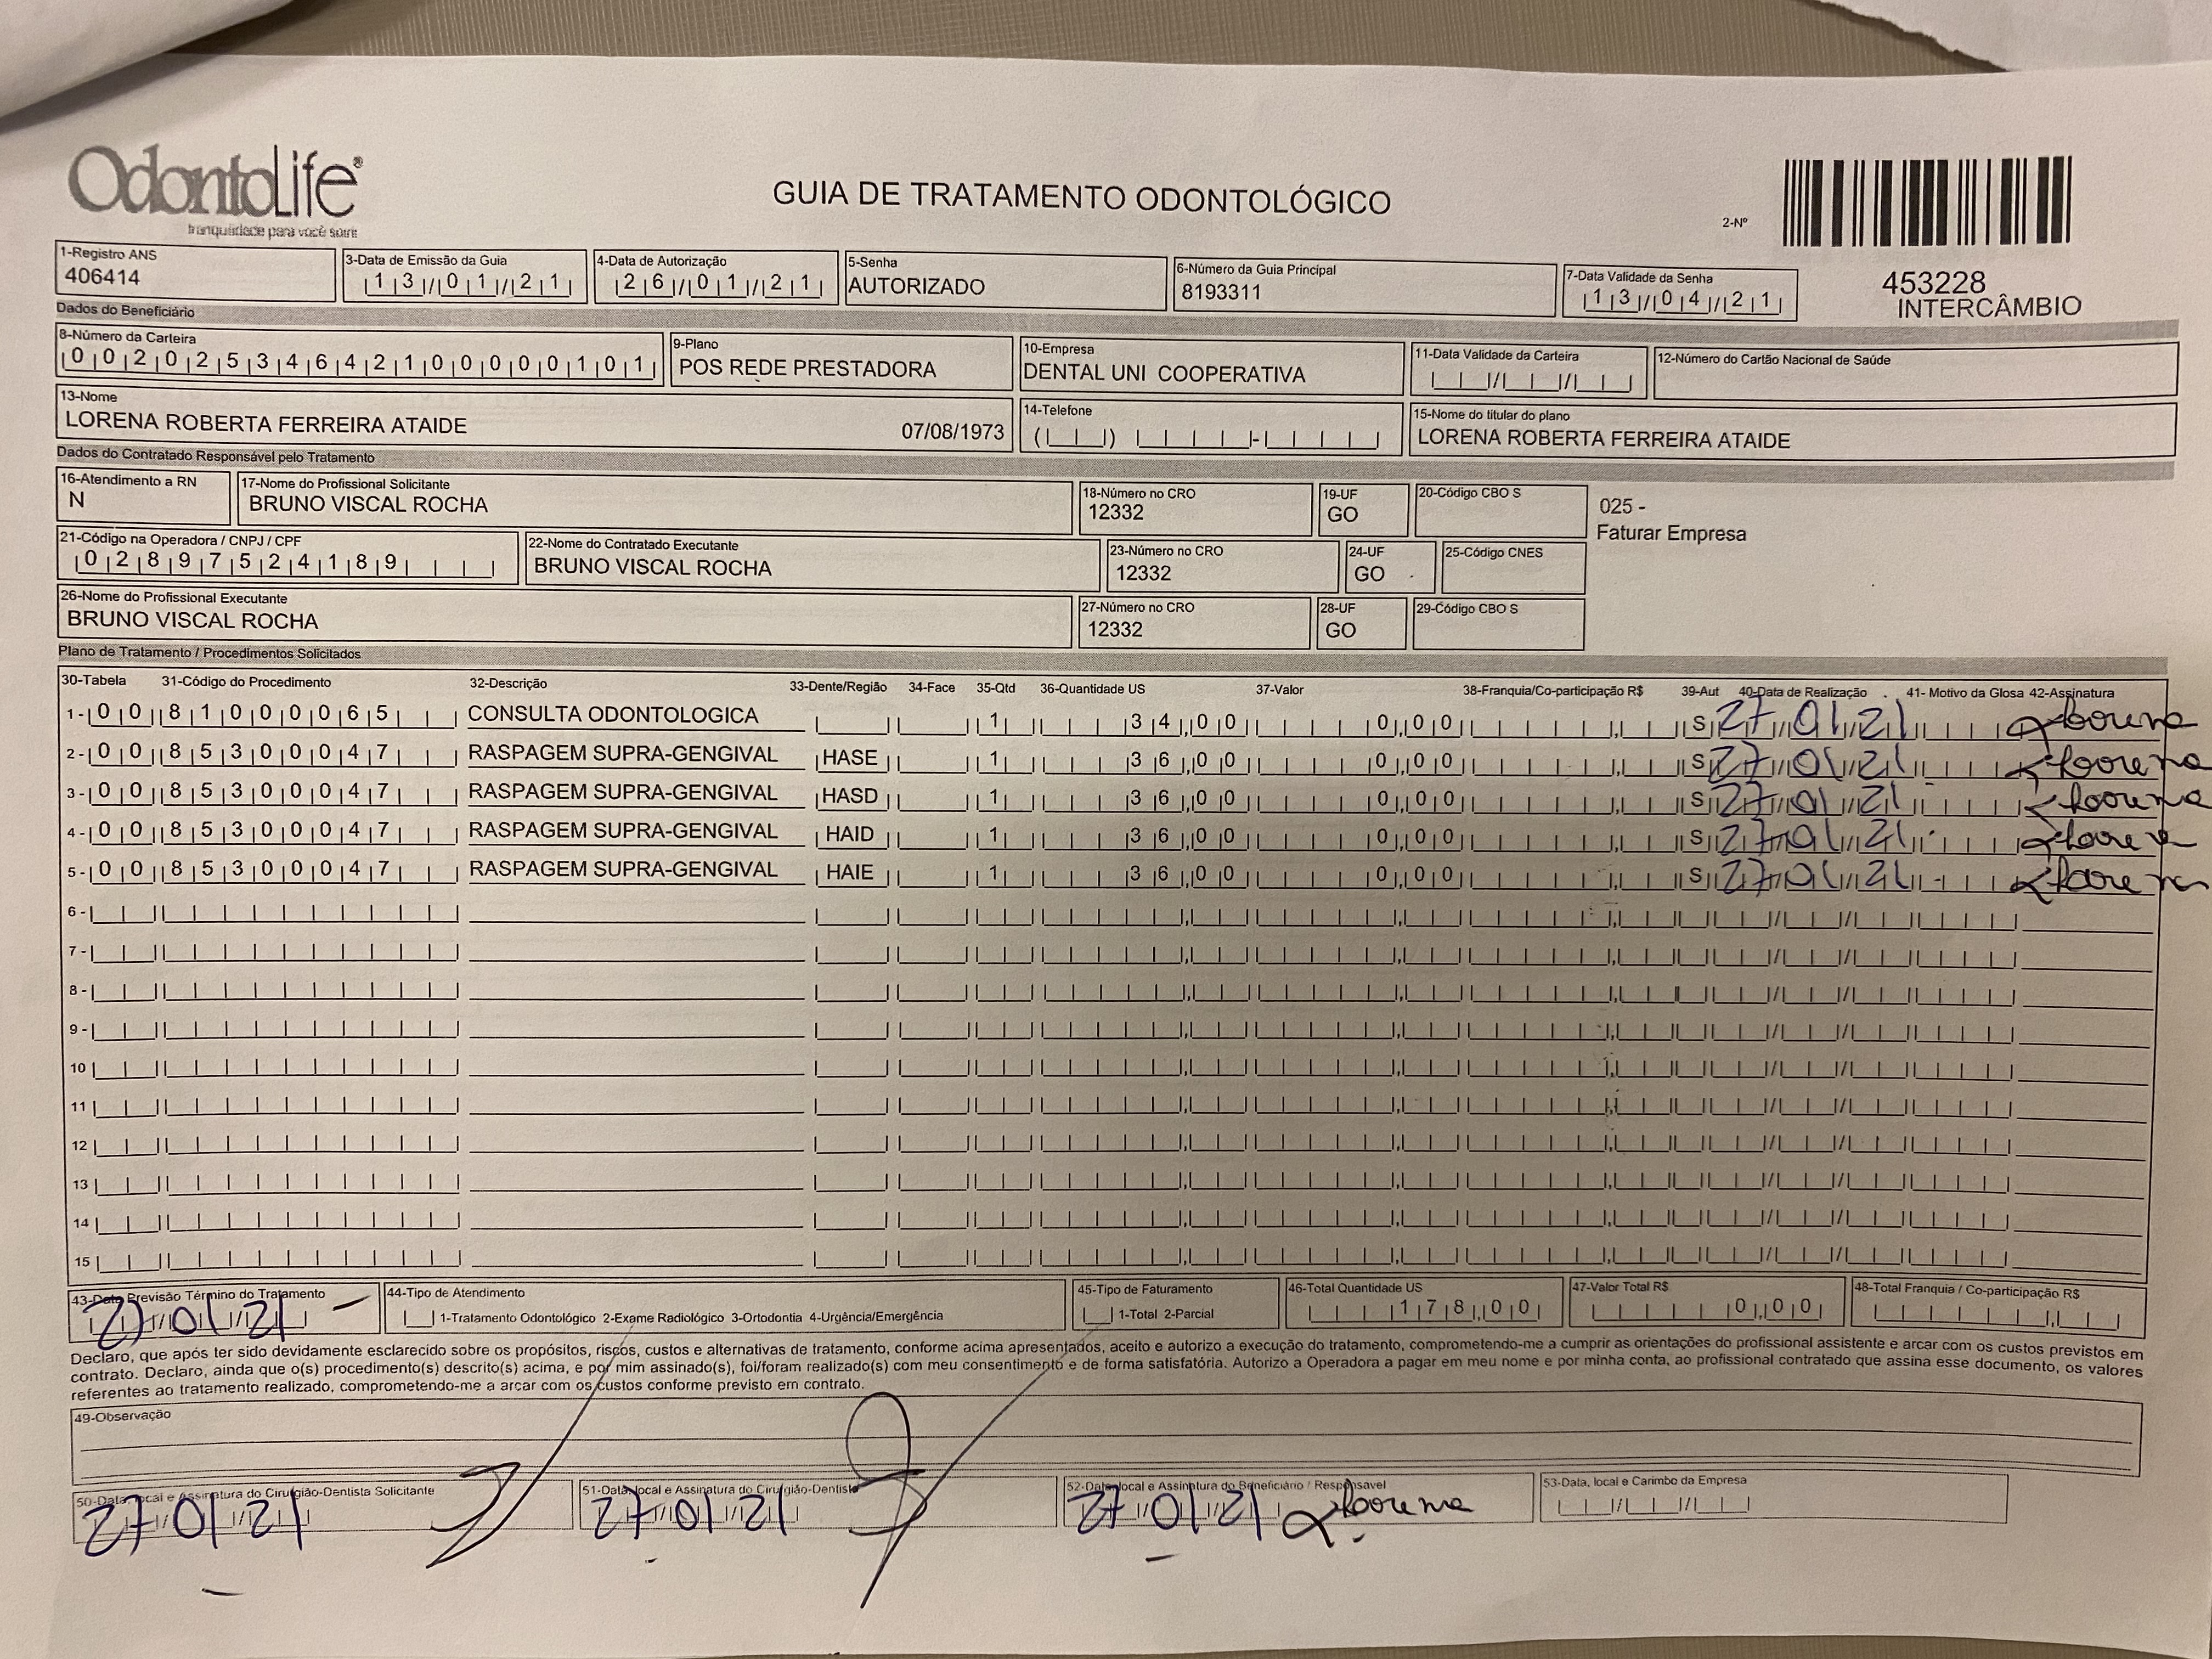 OdontoLife®
tranquilidade para você sorrir
GUIA DE TRATAMENTO ODONTOLÓGICO
2-Nº
453228
INTERCÂMBIO
1-Registro ANS
406414
3-Data de Emissão da Guia
13/01/21
4-Data de Autorização
26/01/21
5-Senha
AUTORIZADO
6-Número da Guia Principal
8193311
7-Data Validade da Senha
13/04/21
Dados do Beneficiário
8-Número da Carteira
00202534642100000101
9-Plano
POS REDE PRESTADORA
10-Empresa
DENTAL UNI COOPERATIVA
11-Data Validade da Carteira
12-Número do Cartão Nacional de Saúde
13-Nome
LORENA ROBERTA FERREIRA ATAIDE 07/08/1973
14-Telefone
15-Nome do titular do plano
LORENA ROBERTA FERREIRA ATAIDE
Dados do Contratado Responsável pelo Tratamento
16-Atendimento a RN
N
17-Nome do Profissional Solicitante
BRUNO VISCAL ROCHA
18-Número no CRO
12332
19-UF
GO
20-Código CBO S
025 -
Faturar Empresa
21-Código na Operadora / CNPJ / CPF
02897524189
22-Nome do Contratado Executante
BRUNO VISCAL ROCHA
23-Número no CRO
12332
24-UF
GO
25-Código CNES
26-Nome do Profissional Executante
BRUNO VISCAL ROCHA
27-Número no CRO
12332
28-UF
GO
29-Código CBO S
Plano de Tratamento / Procedimentos Solicitados
30-Tabela 31-Código do Procedimento 32-Descrição 33-Dente/Região 34-Face 35-Qtd 36-Quantidade US 37-Valor 38-Franquia/Co-participação R$ 39-Aut 40-Data de Realização 41- Motivo da Glosa 42-Assinatura
1- 00 81000065 CONSULTA ODONTOLOGICA 1 34,00 0,00 S 27/01/21 Lorena
2- 00 85300047 RASPAGEM SUPRA-GENGIVAL HASE 1 36,00 0,00 S 27/01/21 Lorena
3- 00 85300047 RASPAGEM SUPRA-GENGIVAL HASD 1 36,00 0,00 S 27/01/21 Lorena
4- 00 85300047 RASPAGEM SUPRA-GENGIVAL HAID 1 36,00 0,00 S 27/01/21 Lorena
5- 00 85300047 RASPAGEM SUPRA-GENGIVAL HAIE 1 36,00 0,00 S 27/01/21 Lorena
6-
7-
8-
9-
10
11
12
13
14
15
43-Data Previsão Término do Tratamento
27/01/21
44-Tipo de Atendimento
1-Tratamento Odontológico 2-Exame Radiológico 3-Ortodontia 4-Urgência/Emergência
45-Tipo de Faturamento
1-Total 2-Parcial
46-Total Quantidade US
178,00
47-Valor Total R$
0,00
48-Total Franquia / Co-participação R$
Declaro, que após ter sido devidamente esclarecido sobre os propósitos, riscos, custos e alternativas de tratamento, conforme acima apresentados, aceito e autorizo a execução do tratamento, comprometendo-me a cumprir as orientações do profissional assistente e arcar com os custos previstos em
contrato. Declaro, ainda que o(s) procedimento(s) descrito(s) acima, e por mim assinado(s), foi/foram realizado(s) com meu consentimento e de forma satisfatória. Autorizo a Operadora a pagar em meu nome e por minha conta, ao profissional contratado que assina esse documento, os valores
referentes ao tratamento realizado, comprometendo-me a arcar com os custos conforme previsto em contrato.
49-Observação
50-Data, local e Assinatura do Cirurgião-Dentista Solicitante
27/01/21
51-Data, local e Assinatura do Cirurgião-Dentista
27/01/21
52-Data, local e Assinatura do Beneficiário / Responsável
27/01/21 Lorena
53-Data, local e Carimbo da Empresa